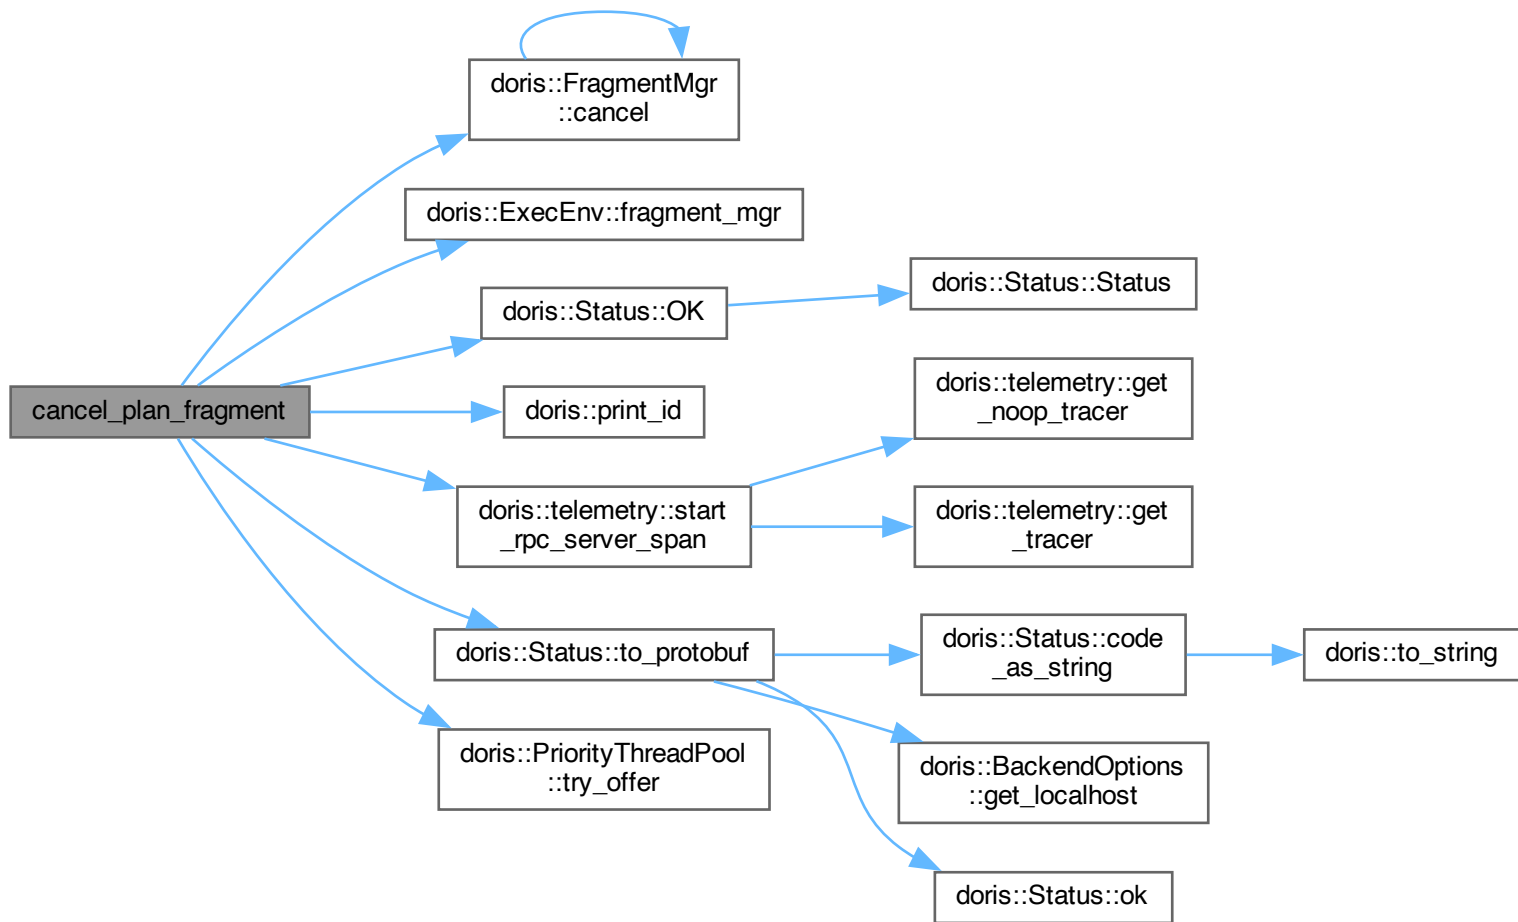 doris::FragmentMgr
::cancel
doris::ExecEnv::fragment_mgr
doris::Status::OK
doris::Status::Status
cancel_plan_fragment
doris::print_id
doris::telemetry::get
_noop_tracer
doris::telemetry::start
_rpc_server_span
doris::telemetry::get
_tracer
doris::Status::to_protobuf
doris::Status::code
_as_string
doris::to_string
doris::PriorityThreadPool
::try_offer
doris::BackendOptions
::get_localhost
doris::Status::ok